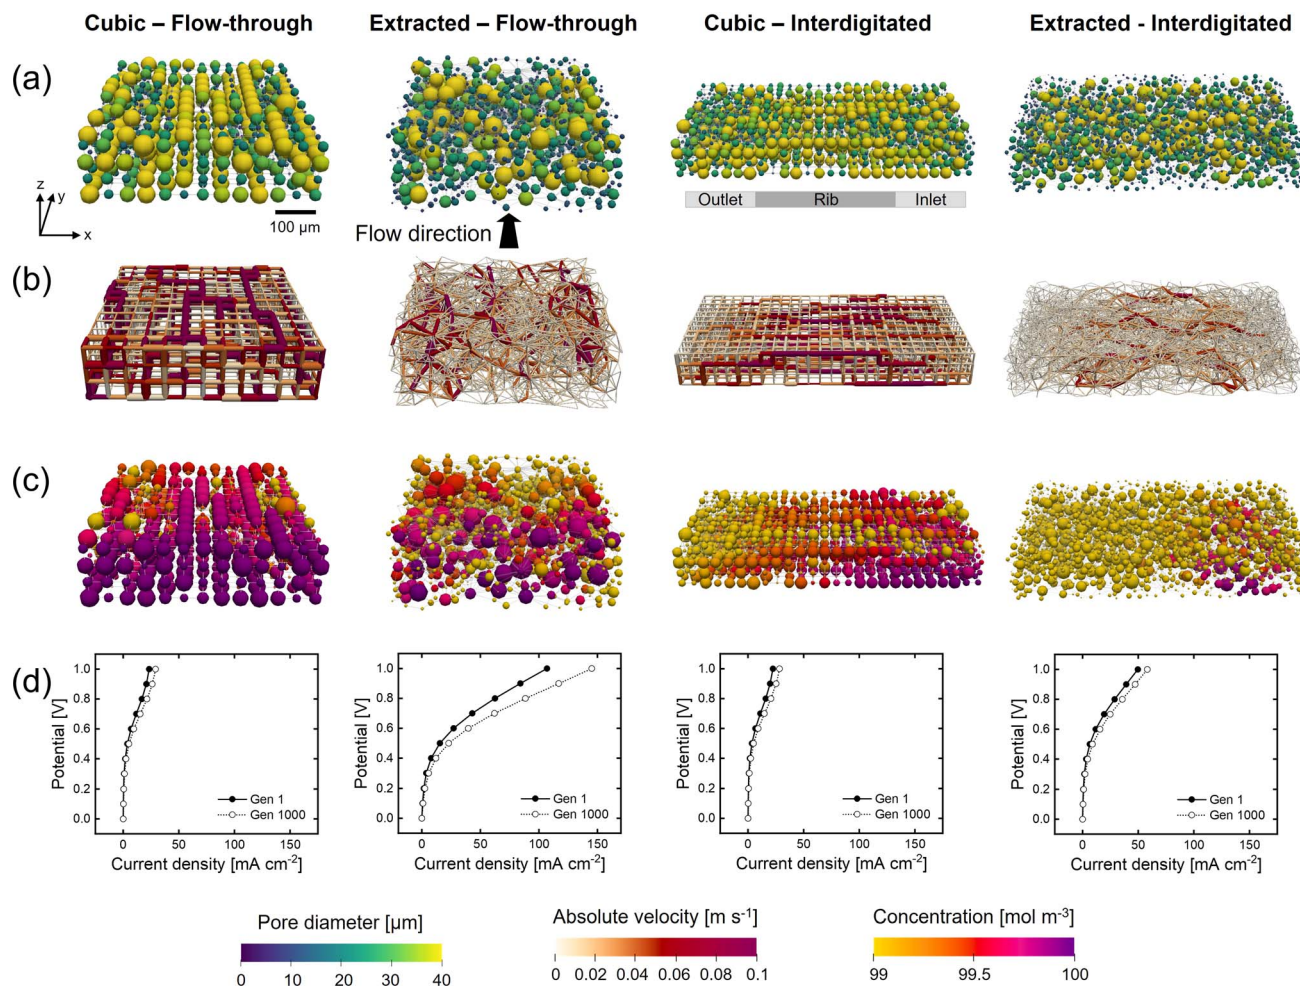 Cubic – Flow-through
Extracted – Flow-through
Cubic – Interdigitated
Extracted - Interdigitated
(a)
z
y
x
100 µm
Flow direction
Outlet
Rib
Inlet
(b)
(c)
(d)
Potential [V]
1.0
0.8
0.6
0.4
0.2
0.0
Gen 1
Gen 1000
0 50 100 150
Current density [mA cm⁻²]
Potential [V]
1.0
0.8
0.6
0.4
0.2
0.0
Gen 1
Gen 1000
0 50 100 150
Current density [mA cm⁻²]
Potential [V]
1.0
0.8
0.6
0.4
0.2
0.0
Gen 1
Gen 1000
0 50 100 150
Current density [mA cm⁻²]
Potential [V]
1.0
0.8
0.6
0.4
0.2
0.0
Gen 1
Gen 1000
0 50 100 150
Current density [mA cm⁻²]
Pore diameter [µm]
0 10 20 30 40
Absolute velocity [m s⁻¹]
0 0.02 0.04 0.06 0.08 0.1
Concentration [mol m⁻³]
99 99.5 100